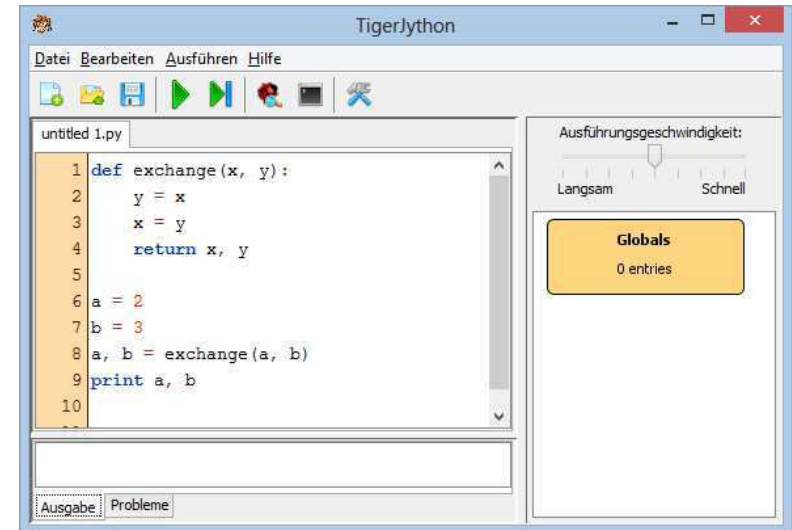 TigerJython
Datei Bearbeiten Ausführen Hilfe
untitled 1.py
1 def exchange(x, y):
2 y = x
3 x = y
4 return x, y
5
6 a = 2
7 b = 3
8 a, b = exchange(a, b)
9 print a, b
10
Ausgabe Probleme
Ausführungsgeschwindigkeit:
Langsam Schnell
Globals
0 entries